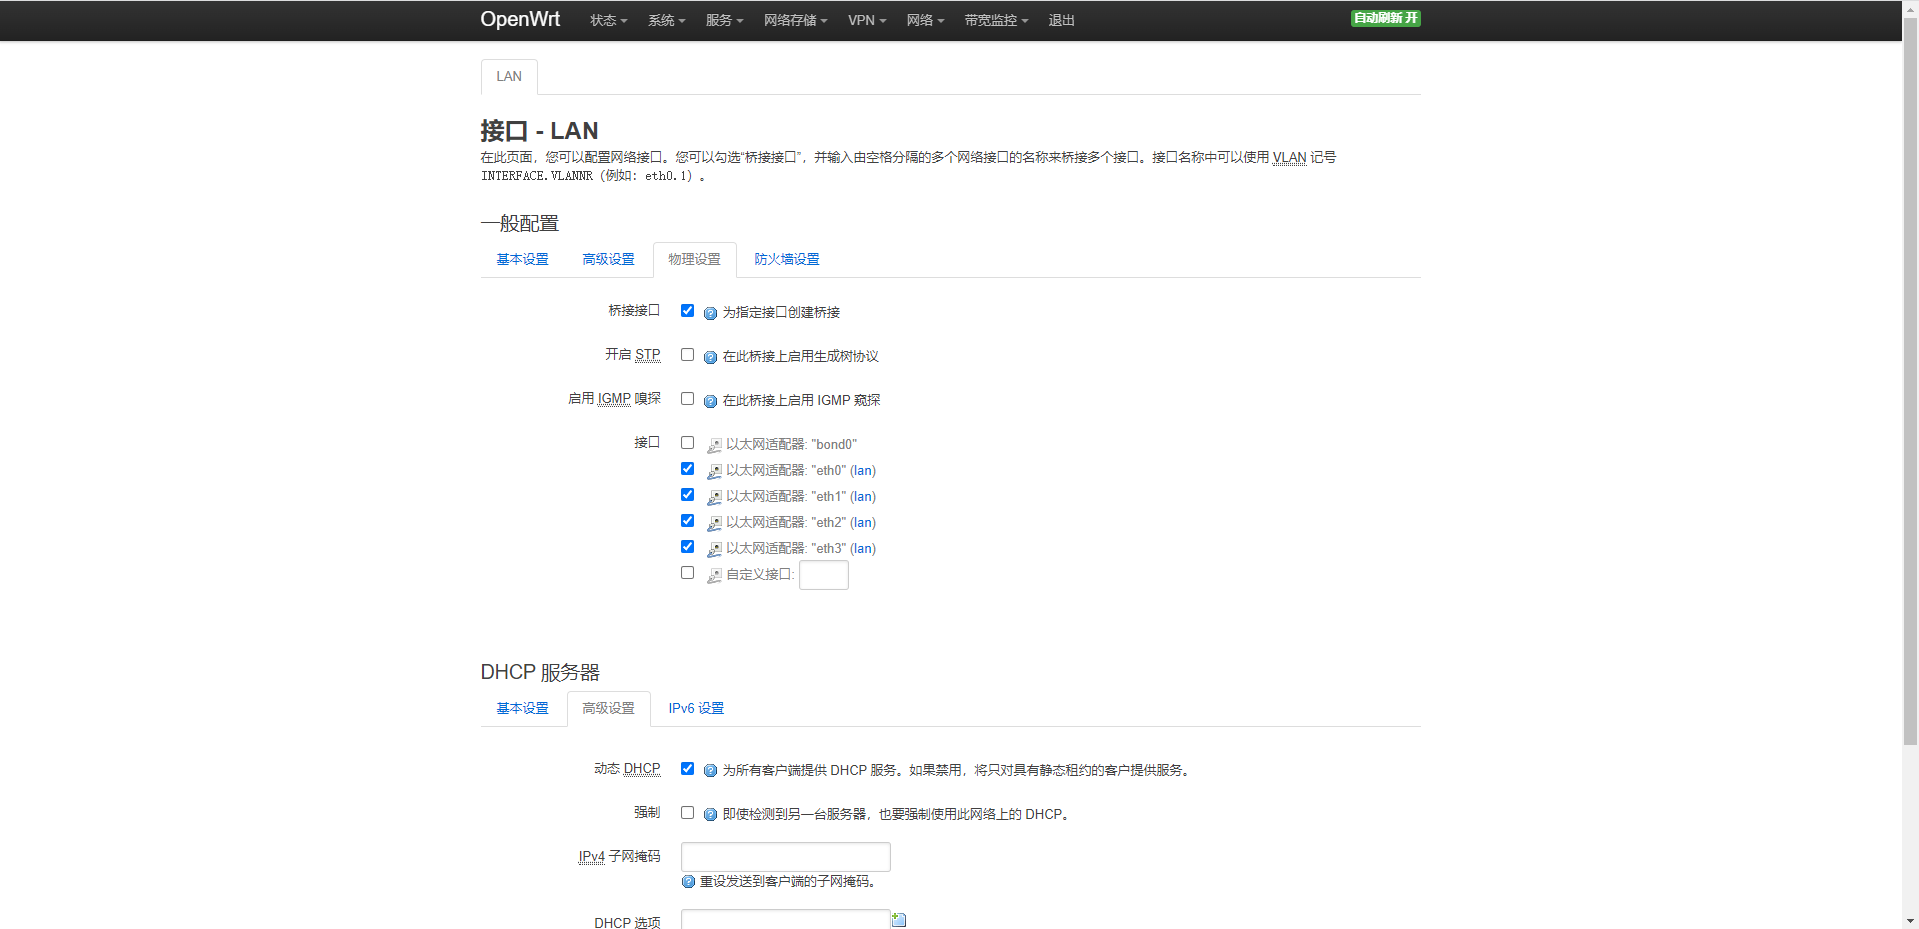 OpenWrt 状态 系统 服务 网络存储 VPN 网络 带宽监控 退出 自动刷新 开
LAN
接口 - LAN
在此页面，您可以配置网络接口。您可以勾选“桥接接口”，并输入由空格分隔的多个网络接口的名称来桥接多个接口。接口名称中可以使用 VLAN 记号
INTERFACE.VLANNR（例如：eth0.1）。
一般配置
基本设置 高级设置 物理设置 防火墙设置
桥接接口 为指定接口创建桥接
开启 STP 在此桥接上启用生成树协议
启用 IGMP 嗅探 在此桥接上启用 IGMP 窥探
接口 以太网适配器: "bond0"
以太网适配器: "eth0" (lan)
以太网适配器: "eth1" (lan)
以太网适配器: "eth2" (lan)
以太网适配器: "eth3" (lan)
自定义接口:
DHCP 服务器
基本设置 高级设置 IPv6 设置
动态 DHCP 为所有客户端提供 DHCP 服务。如果禁用，将只对具有静态租约的客户提供服务。
强制 即使检测到另一台服务器，也要强制使用此网络上的 DHCP。
IPv4 子网掩码
重设发送到客户端的子网掩码。
DHCP 选项